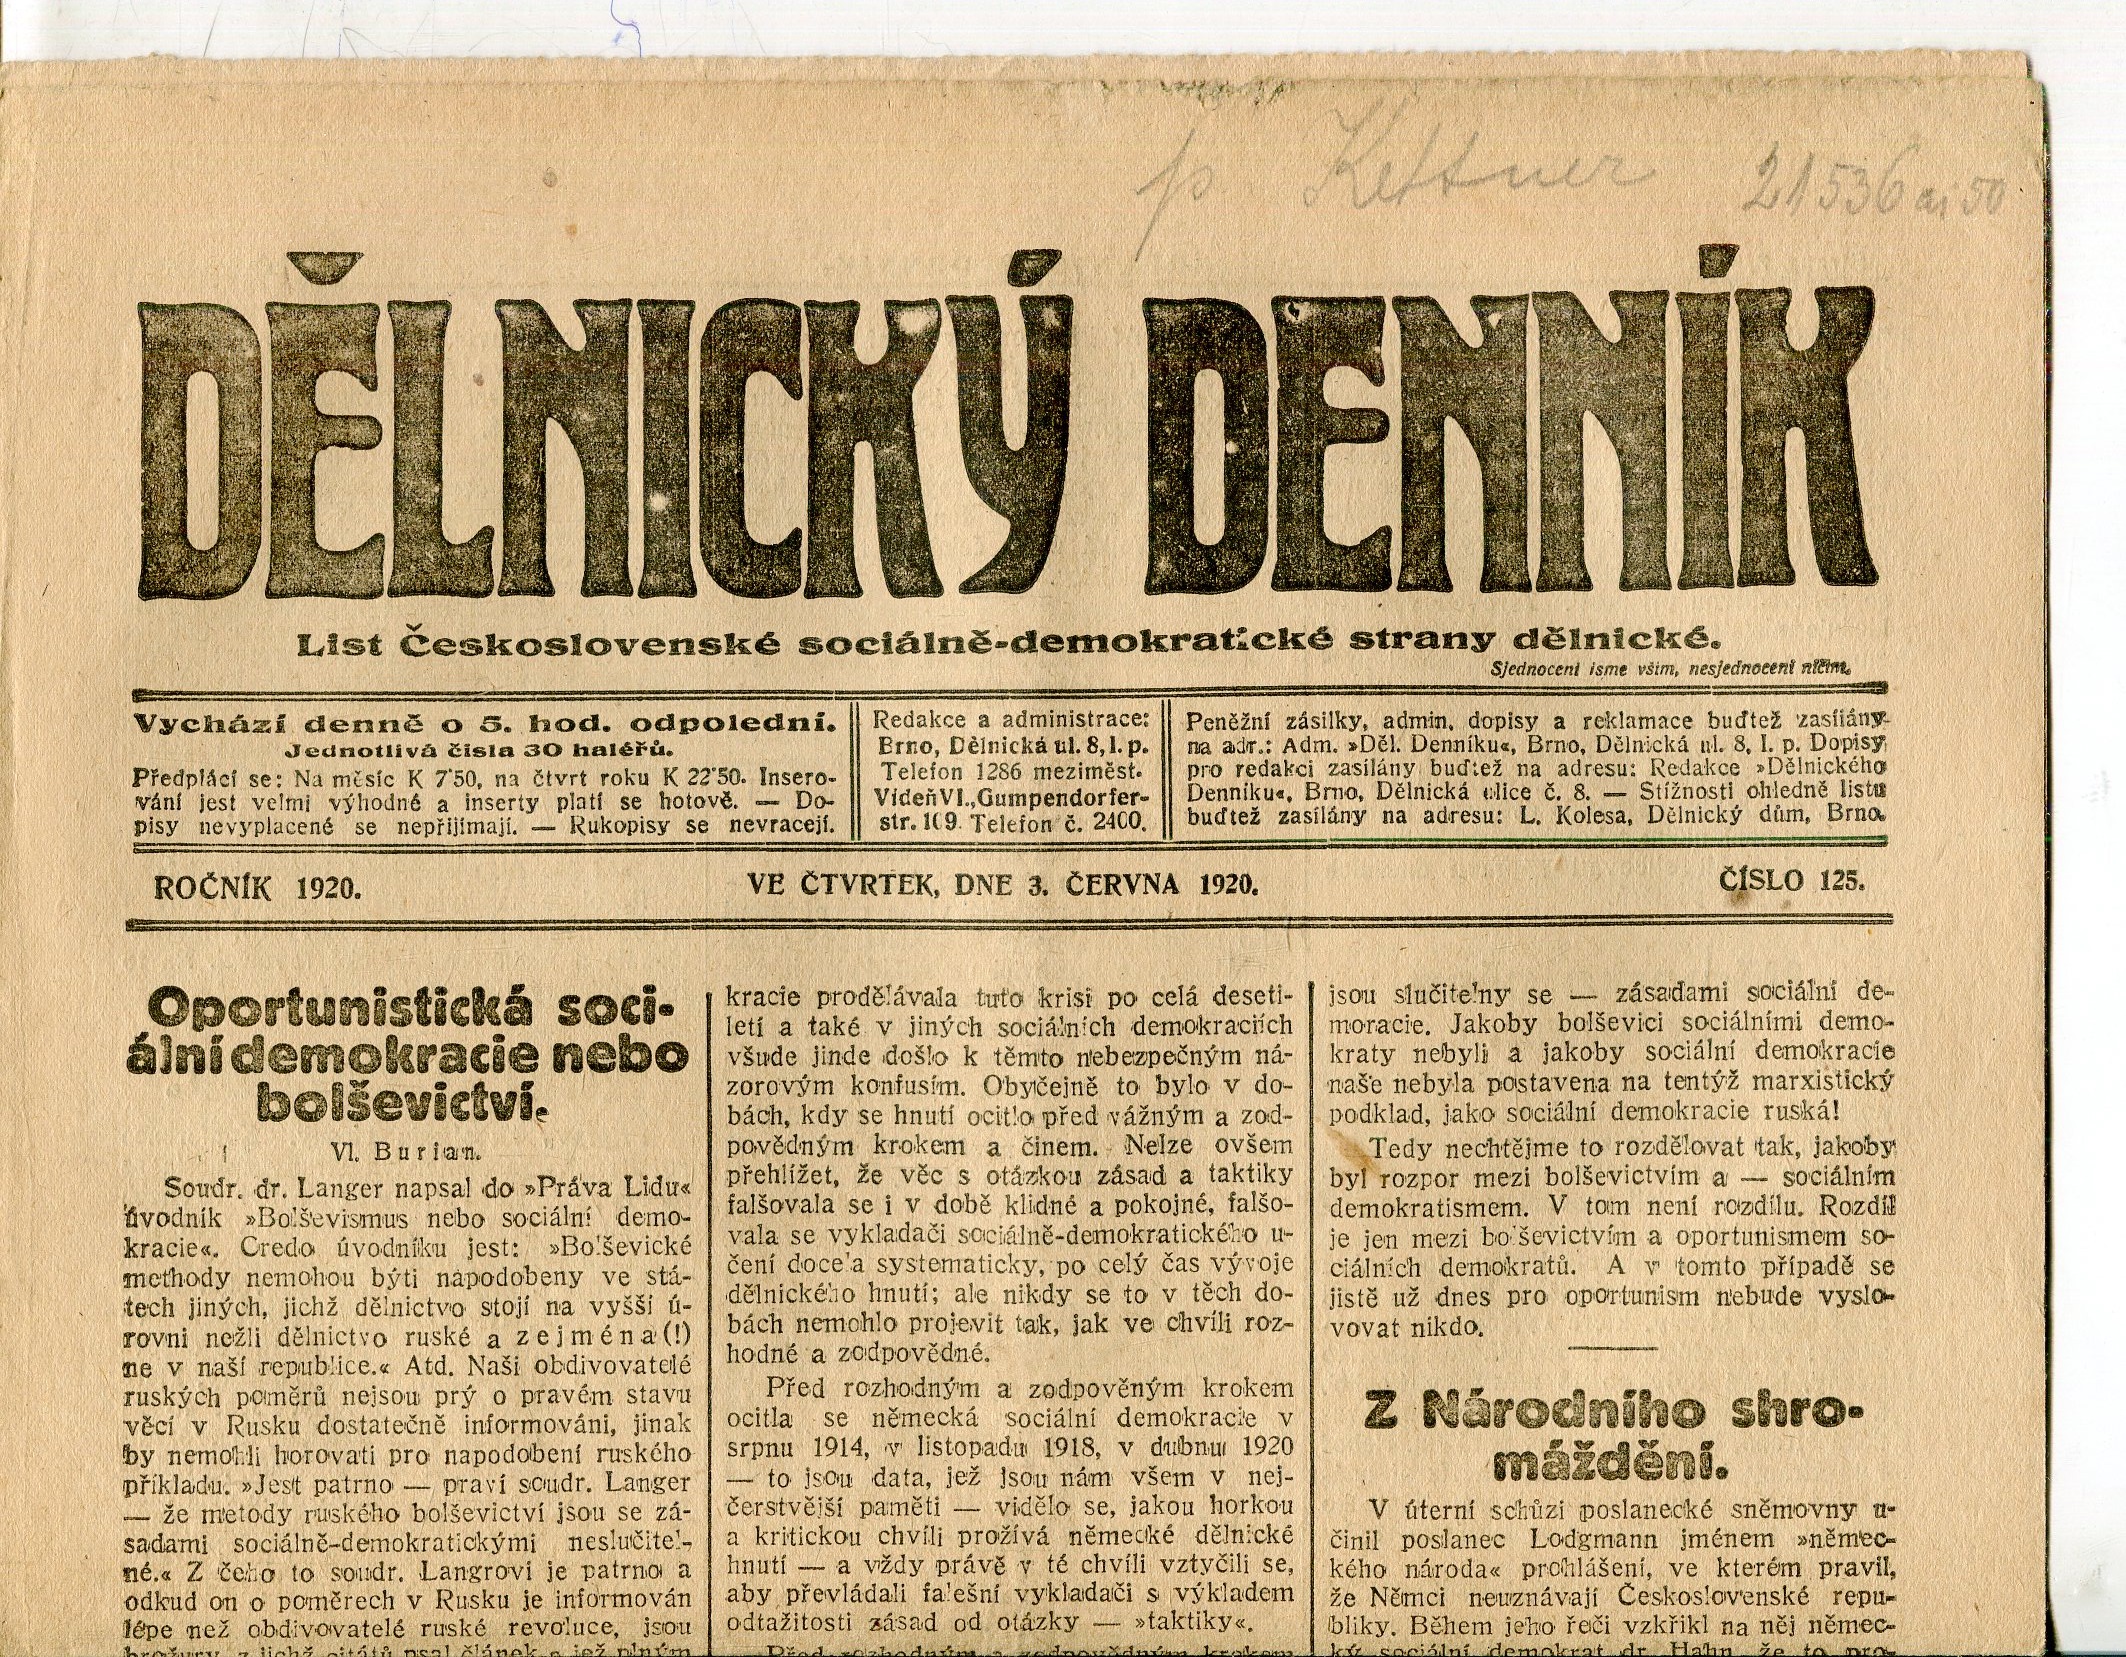 p. Kettner 21536
DĚLNICKÝ DENNÍK
List Československé sociálně-demokratické strany dělnické.
Sjednoceni jsme vším, nesjednoceni ničím.
Vychází denně o 5. hod. odpolední.
Jednotlivá čísla 30 haléřů.
Předplácí se: Na měsíc K 7·50, na čtvrt roku K 22·50. Insero-
vání jest velmi výhodné a inserty platí se hotově. — Do-
pisy nevyplacené se nepřijímají. — Rukopisy se nevracejí.
Redakce a administrace:
Brno, Dělnická ul. 8, I. p.
Telefon 1286 meziměst.
Vídeň VI., Gumpendorfer-
str. 109. Telefon č. 2400.
Peněžní zásilky, admin. dopisy a reklamace buďtež zasílány
na adr.: Adm. »Děl. Denníku«, Brno, Dělnická ul. 8, I. p. Dopisy
pro redakci zasílány buďtež na adresu: Redakce »Dělnického
Denníku«, Brno, Dělnická ulice č. 8. — Stížnosti ohledně listu
buďtež zasílány na adresu: L. Kolesa, Dělnický dům, Brno.
ROČNÍK 1920.
VE ČTVRTEK, DNE 3. ČERVNA 1920.
ČÍSLO 125.
Oportunistická soci-
ální demokracie nebo
bolševictví.
Vl. Burian.
Soudr. dr. Langer napsal do »Práva Lidu«
úvodník »Bolševismus nebo sociální demo-
kracie«. Credo úvodníku jest: »Bolševické
methody nemohou býti napodobeny ve stá-
tech jiných, jichž dělnictvo stojí na vyšší ú-
rovni nežli dělnictvo ruské a zejména (!)
ne v naší republice.« Atd. Naši obdivovatelé
ruských poměrů nejsou prý o pravém stavu
věcí v Rusku dostatečně informováni, jinak
by nemohli horovati pro napodobení ruského
příkladu. »Jest patrno — praví soudr. Langer
— že metody ruského bolševictví jsou se zá-
sadami sociálně-demokratickými neslučitel-
né.« Z čeho to soudr. Langrovi je patrno a
odkud on o poměrech v Rusku je informován
lépe než obdivovatelé ruské revoluce, jsou
brožury, z jichž citátů psal článek a jež plným
kracie prodělávala tuto krisi po celá deseti-
letí a také v jiných sociálních demokraciích
všude jinde došlo k těmto nebezpečným ná-
zorovým konfusím. Obyčejně to bylo v do-
bách, kdy se hnutí ocitlo před vážným a zod-
povědným krokem a činem. Nelze ovšem
přehlížet, že věc s otázkou zásad a taktiky
falšovala se i v době klidné a pokojné, falšo-
vala se vykladači sociálně-demokratického u-
čení docela systematicky, po celý čas vývoje
dělnického hnutí; ale nikdy se to v těch do-
bách nemohlo projevit tak, jak ve chvíli roz-
hodné a zodpovědné.
Před rozhodným a zodpověným krokem
ocitla se německá sociální demokracie v
srpnu 1914, v listopadu 1918, v dubnu 1920
— to jsou data, jež jsou nám všem v nej-
čerstvější paměti — vidělo se, jakou horkou
a kritickou chvíli prožívá německé dělnické
hnutí — a vždy právě v té chvíli vztyčili se,
aby převládali falešní vykladači s výkladem
odtažitosti zásad od otázky — »taktiky«.
Před rozhodným a zodpovědným krokem
jsou slučitelny se — zásadami sociální de-
moracie. Jakoby bolševici sociálními demo-
kraty nebyli a jakoby sociální demokracie
naše nebyla postavena na tentýž marxistický
podklad, jako sociální demokracie ruská!
Tedy nechtějme to rozdělovat tak, jakoby
byl rozpor mezi bolševictvím a — sociálním
demokratismem. V tom není rozdílu. Rozdíl
je jen mezi bolševictvím a oportunismem so-
ciálních demokratů. A v tomto případě se
jistě už dnes pro oportunism nebude vyslo-
vovat nikdo.
Z Národního shro-
máždění.
V úterní schůzi poslanecké sněmovny u-
činil poslanec Lodgmann jménem »němec-
kého národa« prohlášení, ve kterém pravil,
že Němci neuznávají Československé repu-
bliky. Během jeho řeči vzkřikl na něj němec-
ký sociální demokrat dr. Hahn, že to pro-